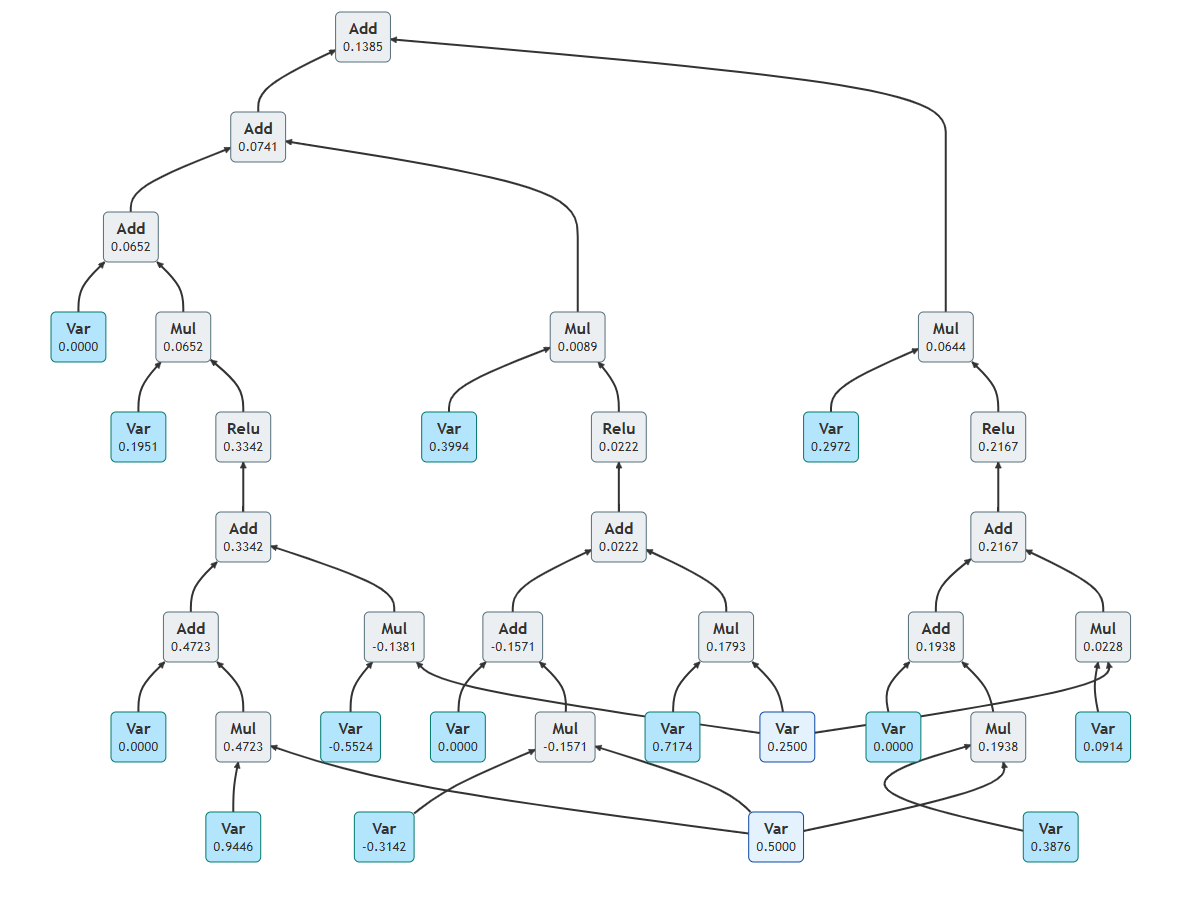 Add
0.1385
Add
0.0741
Add
0.0652
Var
0.0000
Mul
0.0652
Mul
0.0089
Mul
0.0644
Var
0.1951
Relu
0.3342
Var
0.3994
Relu
0.0222
Var
0.2972
Relu
0.2167
Add
0.3342
Add
0.0222
Add
0.2167
Add
0.4723
Mul
-0.1381
Add
-0.1571
Mul
0.1793
Add
0.1938
Mul
0.0228
Var
0.0000
Mul
0.4723
Var
-0.5524
Var
0.0000
Mul
-0.1571
Var
0.7174
Var
0.2500
Var
0.0000
Mul
0.1938
Var
0.0914
Var
0.9446
Var
-0.3142
Var
0.5000
Var
0.3876